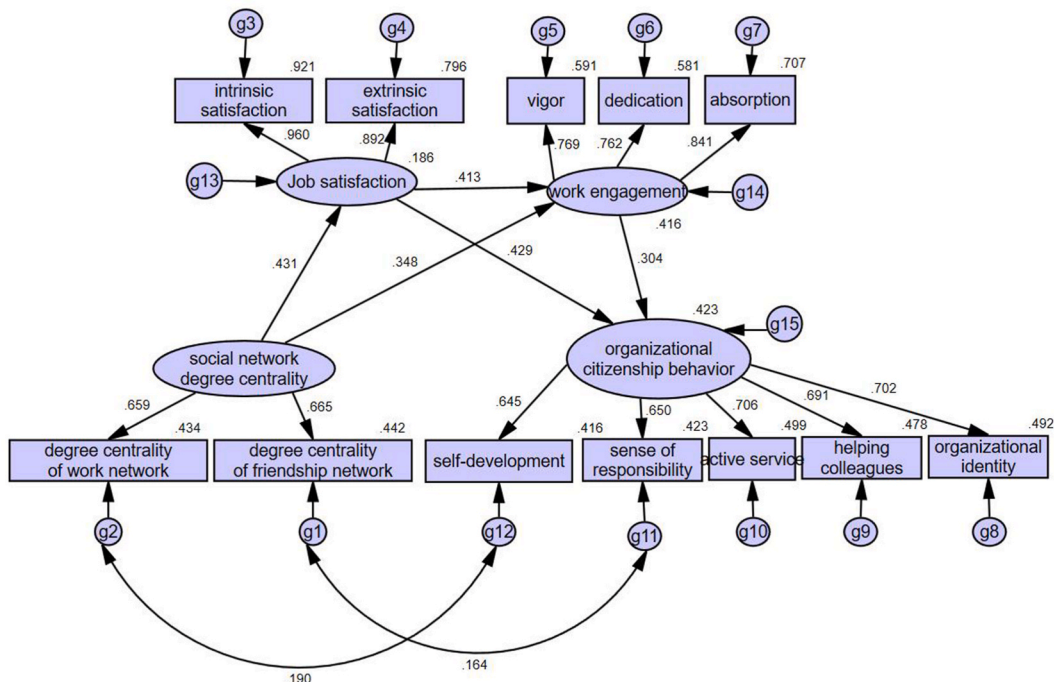 g3
g4
g5
g6
g7
.921
.796
.591
.581
.707
intrinsic
satisfaction
extrinsic
satisfaction
vigor
dedication
absorption
.960
.892
.769
.762
.841
.186
g13
Job satisfaction
.413
work engagement
g14
.416
.431
.348
.429
.304
.423
g15
social network
degree centrality
organizational
citizenship behavior
.659
.665
.645
.650
.706
.691
.702
.434
.442
.416
.423
.499
.478
.492
degree centrality
of work network
degree centrality
of friendship network
self-development
sense of
responsibility
active service
helping
colleagues
organizational
identity
g2
g1
g12
g11
g10
g9
g8
.164
.190